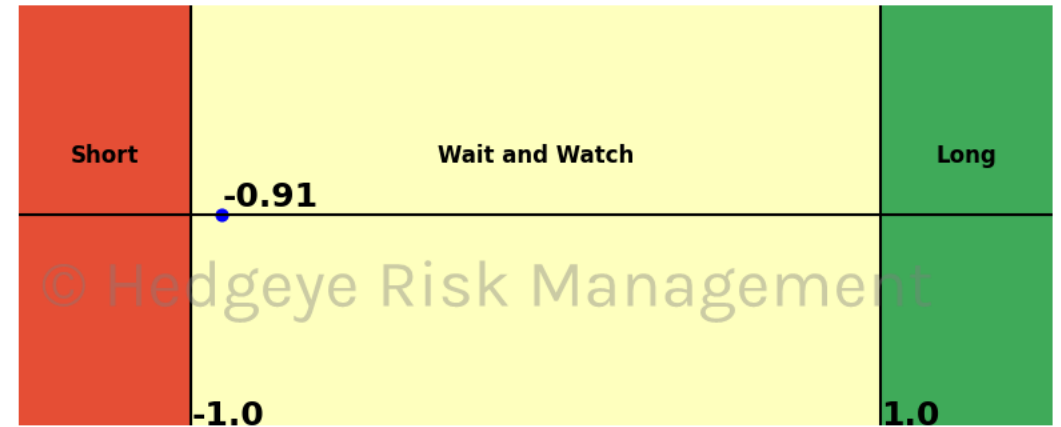 Short
Wait and Watch
Long
-0.91
© Hedgeye Risk Management
-1.0
1.0